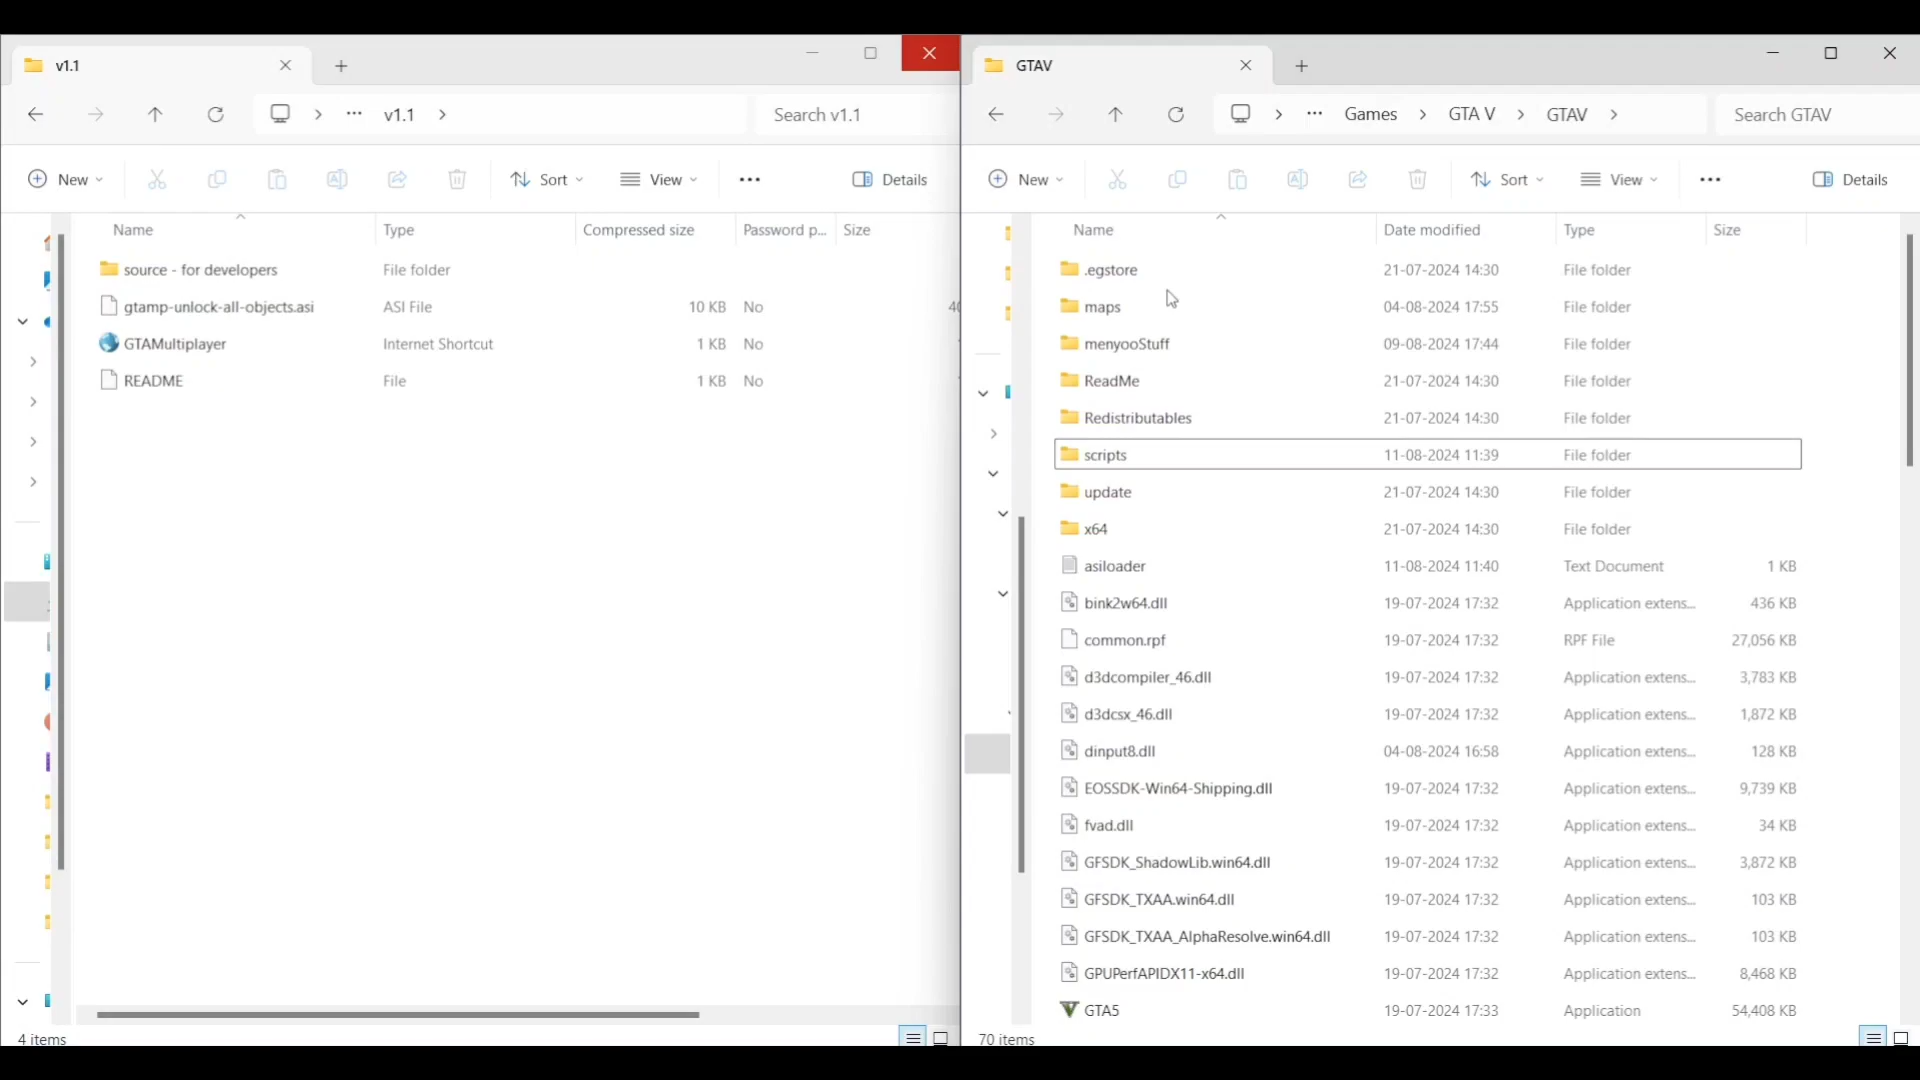 v1.1
v1.1
Search v1.1
New
Sort
View
Details
Name Type Compressed size Password p... Size
source - for developers File folder
gtamp-unlock-all-objects.asi ASI File 10 KB No
GTAMultiplayer Internet Shortcut 1 KB No
README File 1 KB No
4 items
GTAV
Games GTA V GTAV
Search GTAV
New
Sort
View
Details
Name Date modified Type Size
.egstore 21-07-2024 14:30 File folder
maps 04-08-2024 17:55 File folder
menyooStuff 09-08-2024 17:44 File folder
ReadMe 21-07-2024 14:30 File folder
Redistributables 21-07-2024 14:30 File folder
scripts 11-08-2024 11:39 File folder
update 21-07-2024 14:30 File folder
x64 21-07-2024 14:30 File folder
asiloader 11-08-2024 11:40 Text Document 1 KB
bink2w64.dll 19-07-2024 17:32 Application extens... 436 KB
common.rpf 19-07-2024 17:32 RPF File 27,056 KB
d3dcompiler_46.dll 19-07-2024 17:32 Application extens... 3,783 KB
d3dcsx_46.dll 19-07-2024 17:32 Application extens... 1,872 KB
dinput8.dll 04-08-2024 16:58 Application extens... 128 KB
EOSSDK-Win64-Shipping.dll 19-07-2024 17:32 Application extens... 9,739 KB
fvad.dll 19-07-2024 17:32 Application extens... 34 KB
GFSDK_ShadowLib.win64.dll 19-07-2024 17:32 Application extens... 3,872 KB
GFSDK_TXAA.win64.dll 19-07-2024 17:32 Application extens... 103 KB
GFSDK_TXAA_AlphaResolve.win64.dll 19-07-2024 17:32 Application extens... 103 KB
GPUPerfAPIDX11-x64.dll 19-07-2024 17:32 Application extens... 8,468 KB
GTA5 19-07-2024 17:33 Application 54,408 KB
70 items